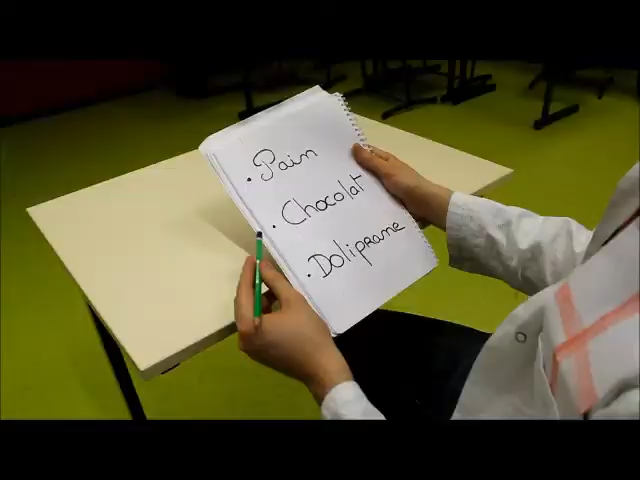 • Pain
• Chocolat
• Doliprane